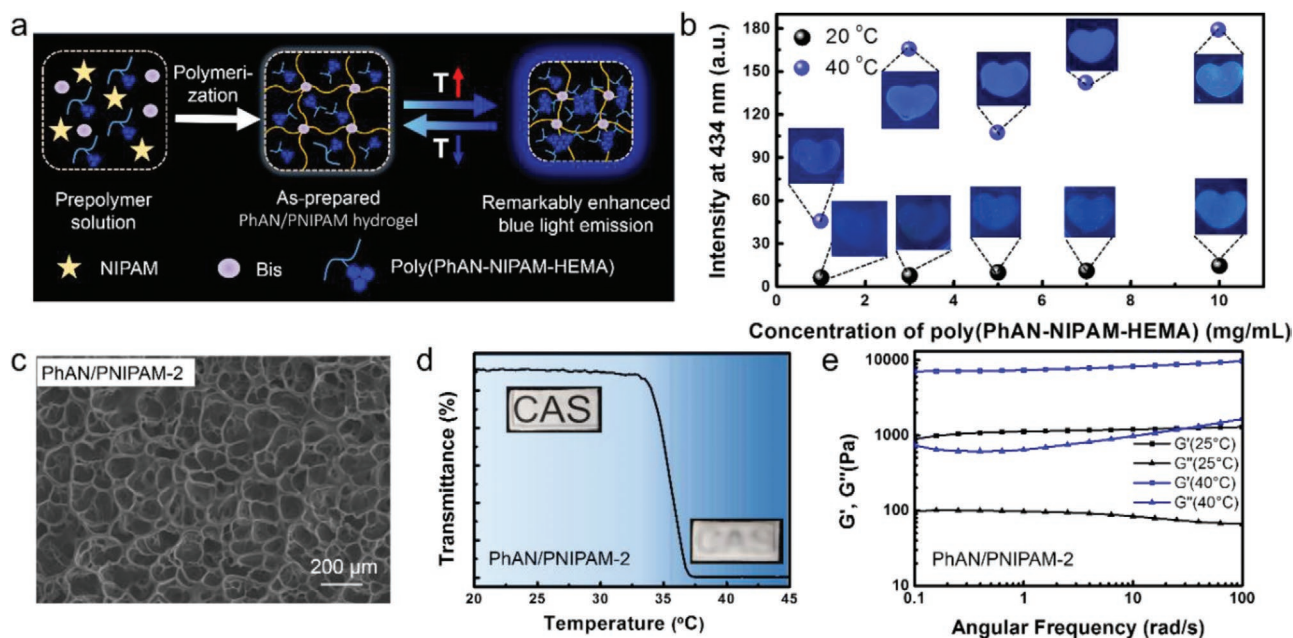 a
Polymeri-
zation
T
T
Prepolymer
solution
As-prepared
PhAN/PNIPAM hydrogel
Remarkably enhanced
blue light emission
NIPAM
Bis
Poly(PhAN-NIPAM-HEMA)
b
Intensity at 434 nm (a.u.)
180
150
120
90
60
30
0
20 °C
40 °C
2
4
6
8
10
Concentration of poly(PhAN-NIPAM-HEMA) (mg/mL)
c
PhAN/PNIPAM-2
200 µm
d
Transmittance (%)
CAS
CAS
PhAN/PNIPAM-2
20 25 30 35 40 45
Temperature (°C)
e
G', G''(Pa)
10000
1000
100
10
G'(25°C)
G''(25°C)
G'(40°C)
G''(40°C)
PhAN/PNIPAM-2
0.1 1 10 100
Angular Frequency (rad/s)